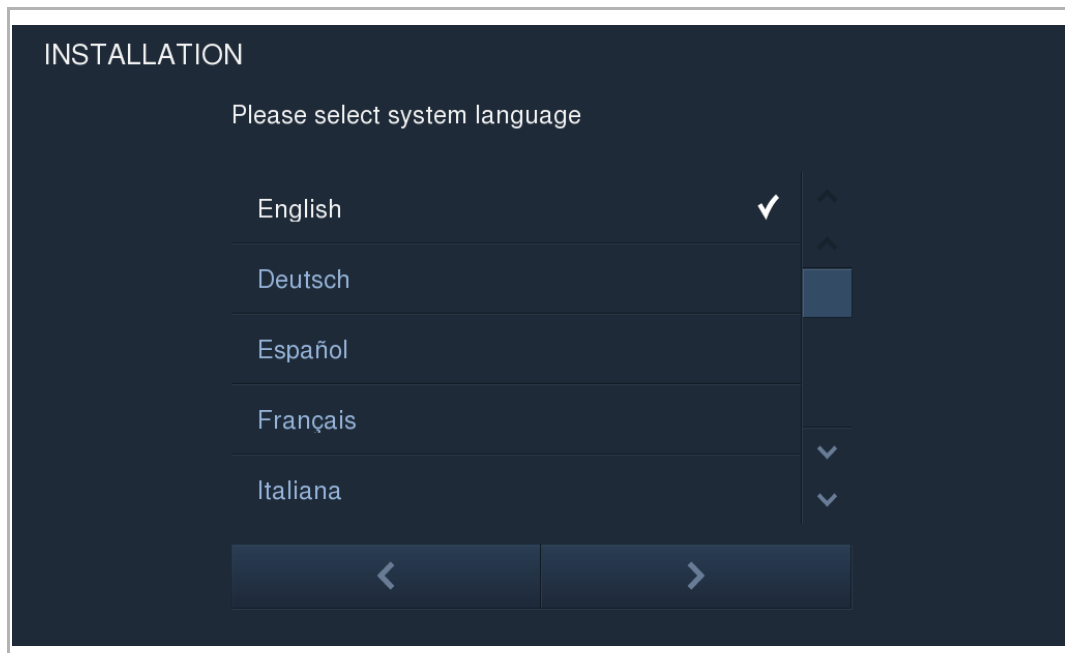 INSTALLATION
Please select system language
English
Deutsch
Español
Français
Italiana